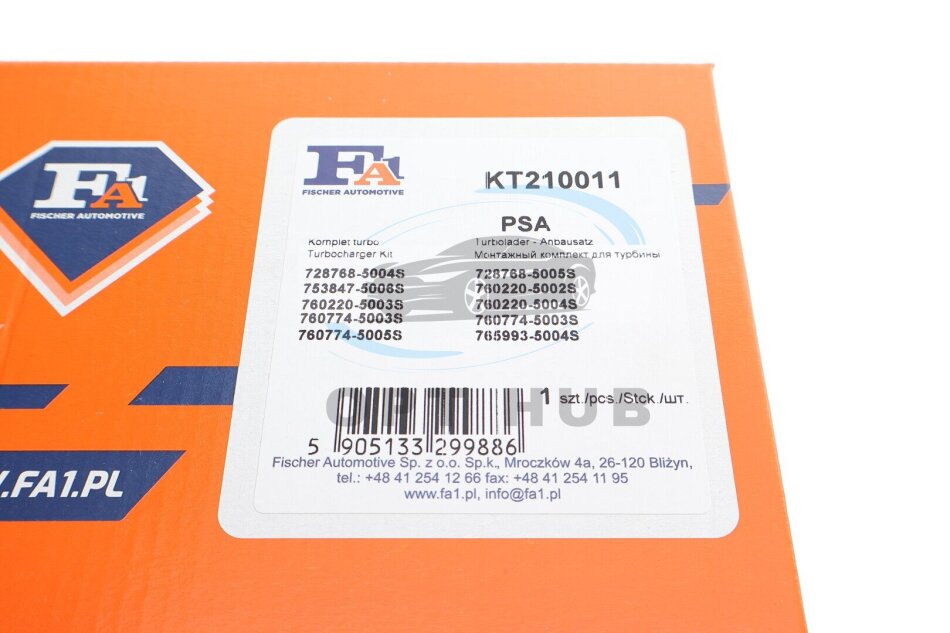 FA1
FISCHER AUTOMOTIVE
.FA1.PL
FA1
FISCHER AUTOMOTIVE
KT210011
PSA
Komplet turbo
Turbocharger Kit
Turbolader - Anbausatz
Монтажный комплект для турбины
728768-5004S 728768-5005S
753847-5006S 760220-5002S
760220-5003S 760220-5004S
760774-5003S 760774-5003S
760774-5005S 765993-5004S
1 szt./pcs./Stck./шт.
OPT HUB
5 905133 299886
Fischer Automotive Sp. z o.o. Sp.k., Mroczków 4a, 26-120 Bliżyn,
tel.: +48 41 254 12 66 fax: +48 41 254 11 95
www.fa1.pl, info@fa1.pl